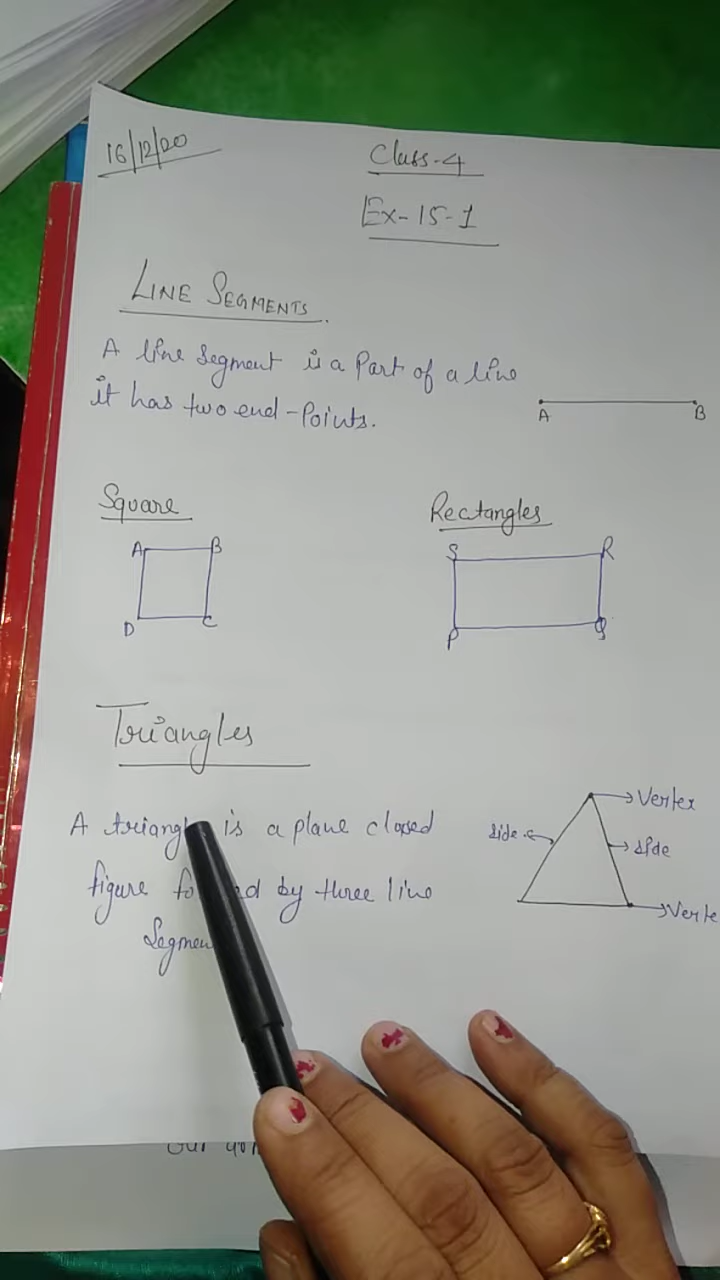 16/12/20
Class-4
Ex-15-1
LINE SEGMENTS.
A line segment is a Part of a line
it has two end-Points.
A B
Square
Rectangles
A B
D C
S R
P Q
Triangles
A triangle is a plane closed
figure by three line
Vertex
side
side